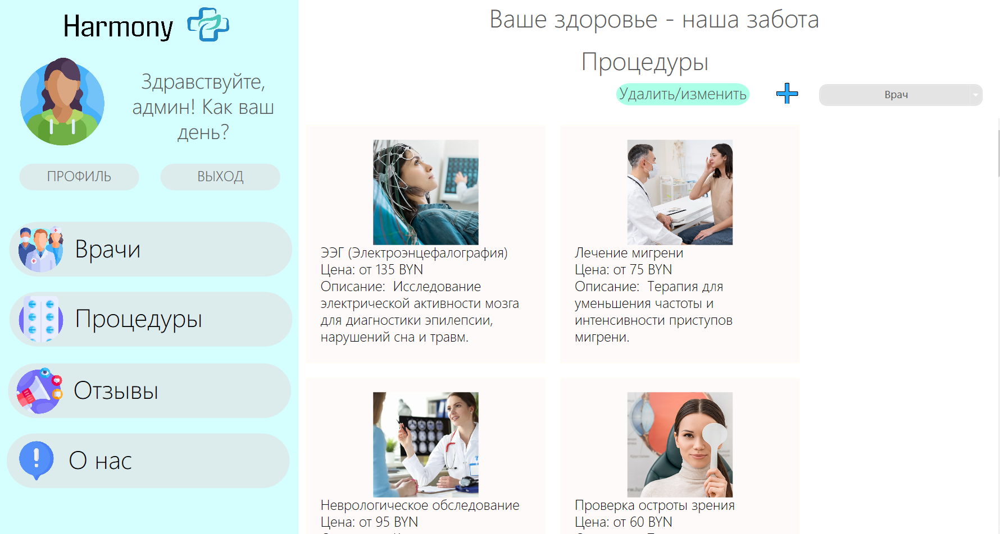 Harmony
Здравствуйте,
админ! Как ваш
день?
ПРОФИЛЬ
ВЫХОД
Врачи
Процедуры
Отзывы
О нас
Ваше здоровье - наша забота
Процедуры
Удалить/изменить
Врач
ЭЭГ (Электроэнцефалография)
Цена: от 135 BYN
Описание:  Исследование
электрической активности мозга
для диагностики эпилепсии,
нарушений сна и травм.
Лечение мигрени
Цена: от 75 BYN
Описание:  Терапия для
уменьшения частоты и
интенсивности приступов
мигрени.
Неврологическое обследование
Цена: от 95 BYN
Проверка остроты зрения
Цена: от 60 BYN